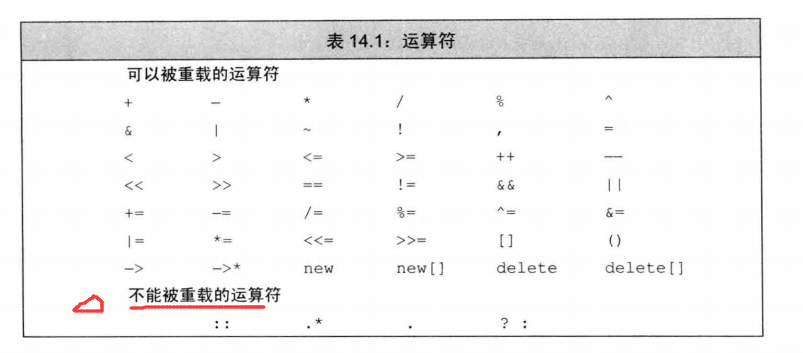 表 14.1：运算符
可以被重载的运算符
+ − * / % ^
& | ~ ! , =
< > <= >= ++ −−
<< >> == != && ||
+= −= /= %= ^= &=
|= *= <<= >>= [] ()
−> −>* new new[] delete delete[]
不能被重载的运算符
:: .* . ? :